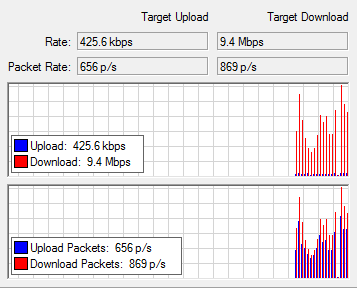 Target Upload Target Download
Rate: 425.6 kbps 9.4 Mbps
Packet Rate: 656 p/s 869 p/s
Upload: 425.6 kbps
Download: 9.4 Mbps
Upload Packets: 656 p/s
Download Packets: 869 p/s